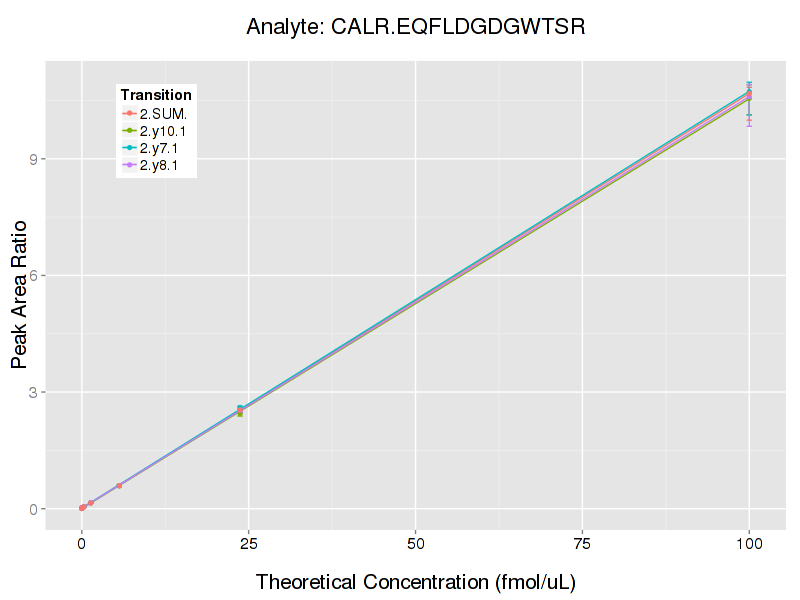 Analyte: CALR.EQFLDGDGWTSR
Transition
2.SUM.
2.y10.1
2.y7.1
2.y8.1
Peak Area Ratio
9
6
3
0
0 25 50 75 100
Theoretical Concentration (fmol/uL)